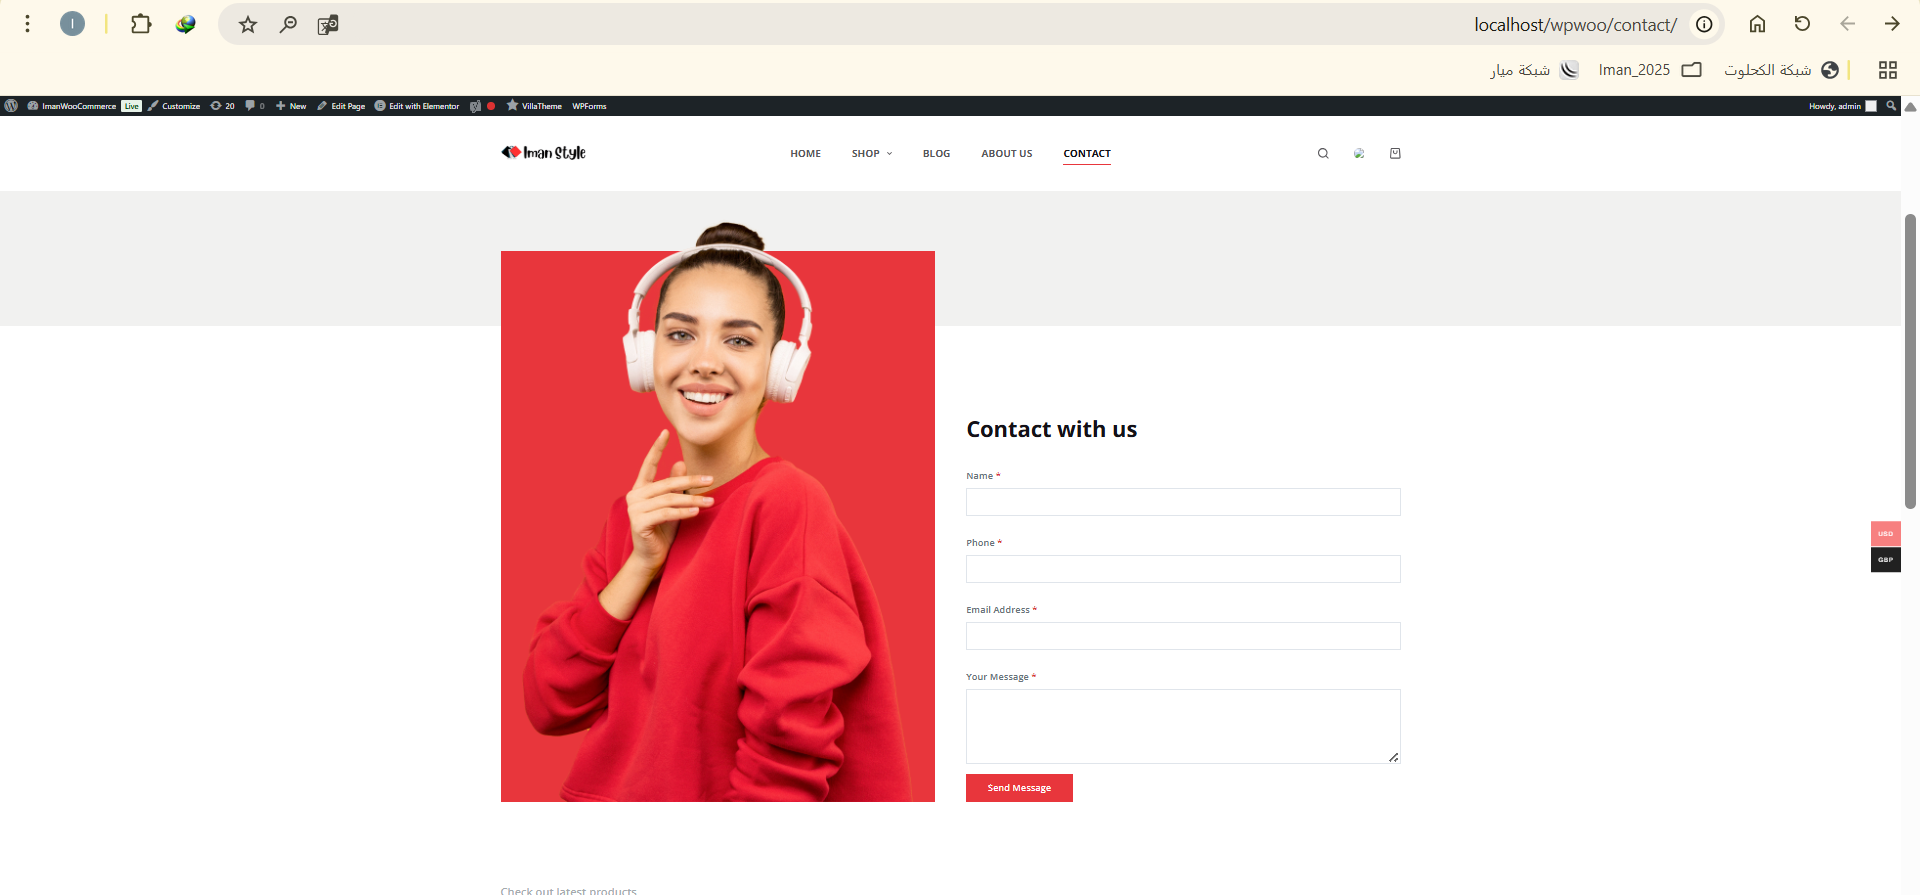 localhost/wpwoo/contact/
شبكة الكحلوت
Iman_2025
شبكة ميار
ImanWooCommerce Live Customize 20 0 New Edit Page Edit with Elementor VillaTheme WPForms Howdy, admin
Iman Style
HOME SHOP BLOG ABOUT US CONTACT
Contact with us
Name *
Phone *
Email Address *
Your Message *
Send Message
USD
GBP
Check out latest products